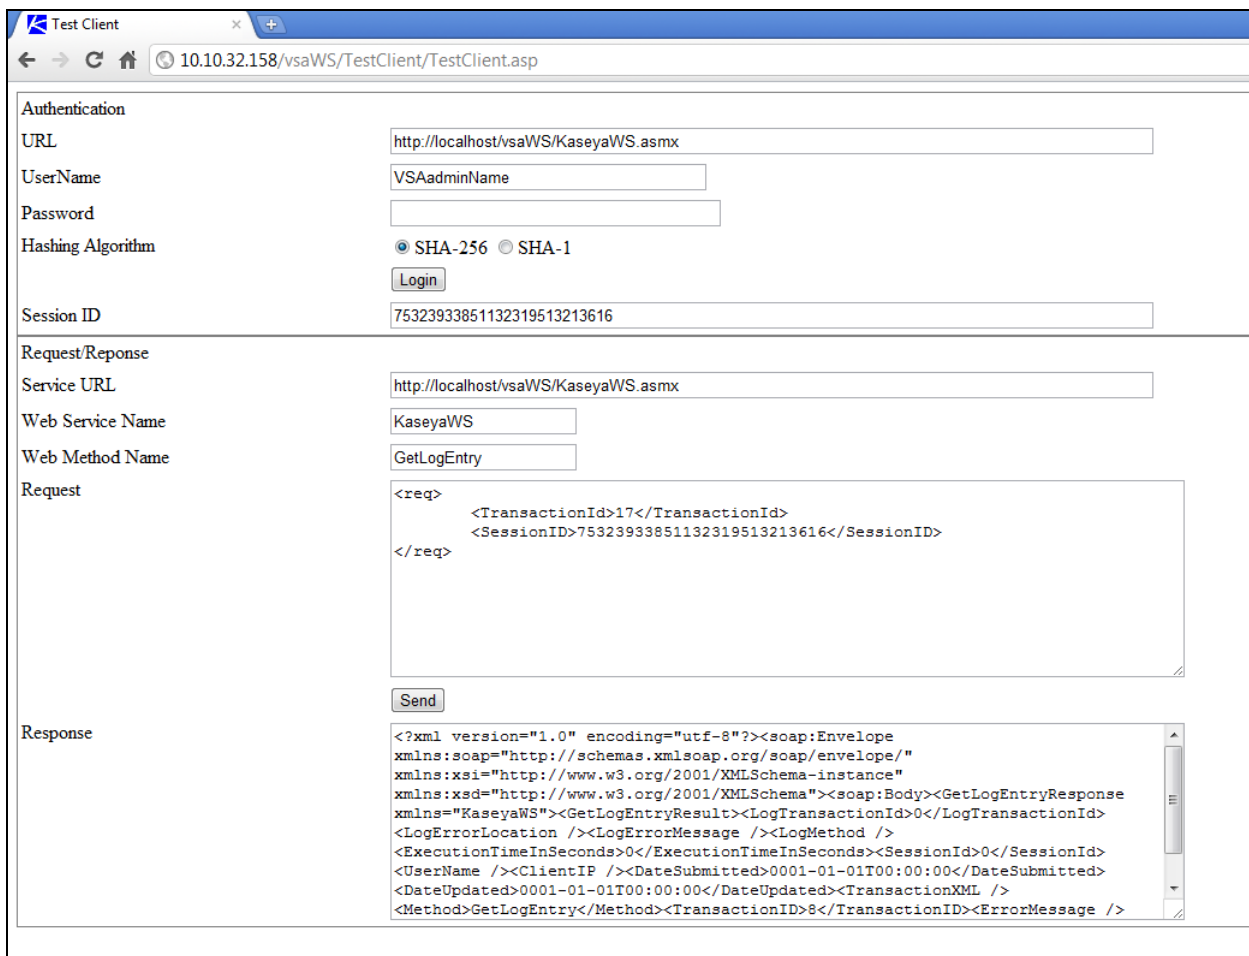 Test Client
10.10.32.158/vsaWS/TestClient/TestClient.asp
Authentication
URL http://localhost/vsaWS/KaseyaWS.asmx
UserName VSAadminName
Password
Hashing Algorithm SHA-256 SHA-1
Login
Session ID 75323933851132319513213616
Request/Reponse
Service URL http://localhost/vsaWS/KaseyaWS.asmx
Web Service Name KaseyaWS
Web Method Name GetLogEntry
Request <req>
<TransactionId>17</TransactionId>
<SessionID>75323933851132319513213616</SessionID>
</req>
Send
Response <?xml version="1.0" encoding="utf-8"?><soap:Envelope
xmlns:soap="http://schemas.xmlsoap.org/soap/envelope/"
xmlns:xsi="http://www.w3.org/2001/XMLSchema-instance"
xmlns:xsd="http://www.w3.org/2001/XMLSchema"><soap:Body><GetLogEntryResponse
xmlns="KaseyaWS"><GetLogEntryResult><LogTransactionId>0</LogTransactionId>
<LogErrorLocation /><LogErrorMessage /><LogMethod />
<ExecutionTimeInSeconds>0</ExecutionTimeInSeconds><SessionId>0</SessionId>
<UserName /><ClientIP /><DateSubmitted>0001-01-01T00:00:00</DateSubmitted>
<DateUpdated>0001-01-01T00:00:00</DateUpdated><TransactionXML />
<Method>GetLogEntry</Method><TransactionID>8</TransactionID><ErrorMessage />